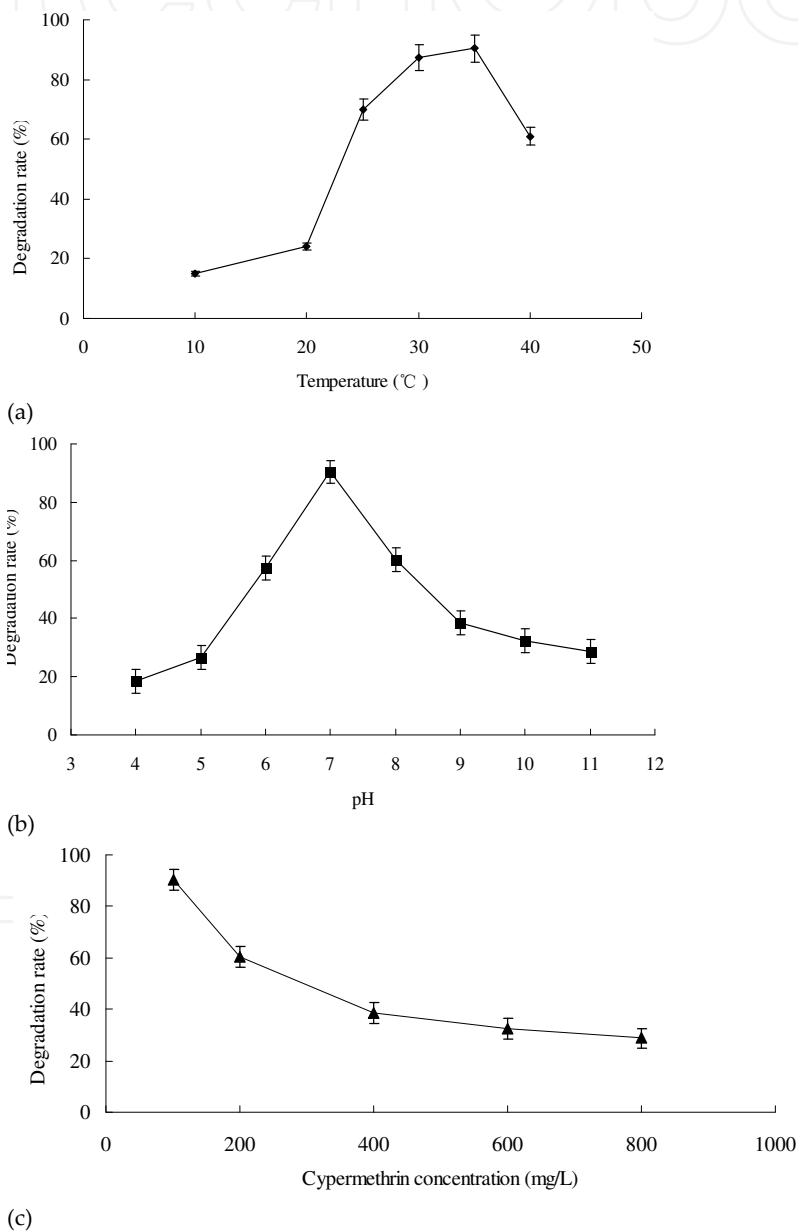 100
80
60
40
20
0
Degradation rate (%)
0 10 20 30 40 50
Temperature (℃ )
(a)
100
80
60
40
20
0
Degradation rate (%)
3 4 5 6 7 8 9 10 11 12
pH
(b)
100
80
60
40
20
0
Degradation rate (%)
0 200 400 600 800 1000
Cypermethrin concentration (mg/L)
(c)